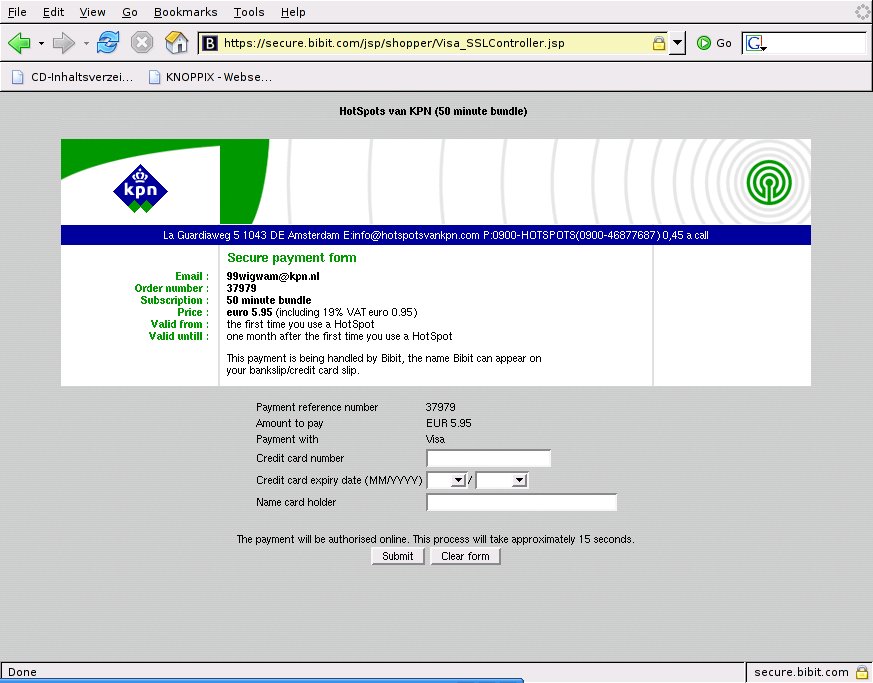 File Edit View Go Bookmarks Tools Help
B https://secure.bibit.com/jsp/shopper/Visa_SSLController.jsp Go G
CD-Inhaltsverzei... KNOPPIX - Webse...
HotSpots van KPN (50 minute bundle)
kpn
La Guardiaweg 5 1043 DE Amsterdam E:info@hotspotsvankpn.com P:0900-HOTSPOTS(0900-46877687) 0,45 a call
Secure payment form
Email : 99wigwam@kpn.nl
Order number : 37979
Subscription : 50 minute bundle
Price : euro 5.95 (including 19% VAT euro 0.95)
Valid from : the first time you use a HotSpot
Valid untill : one month after the first time you use a HotSpot
This payment is being handled by Bibit, the name Bibit can appear on
your bankslip/credit card slip.
Payment reference number 37979
Amount to pay EUR 5.95
Payment with Visa
Credit card number
Credit card expiry date (MM/YYYY) /
Name card holder
The payment will be authorised online. This process will take approximately 15 seconds.
Submit Clear form
Done secure.bibit.com